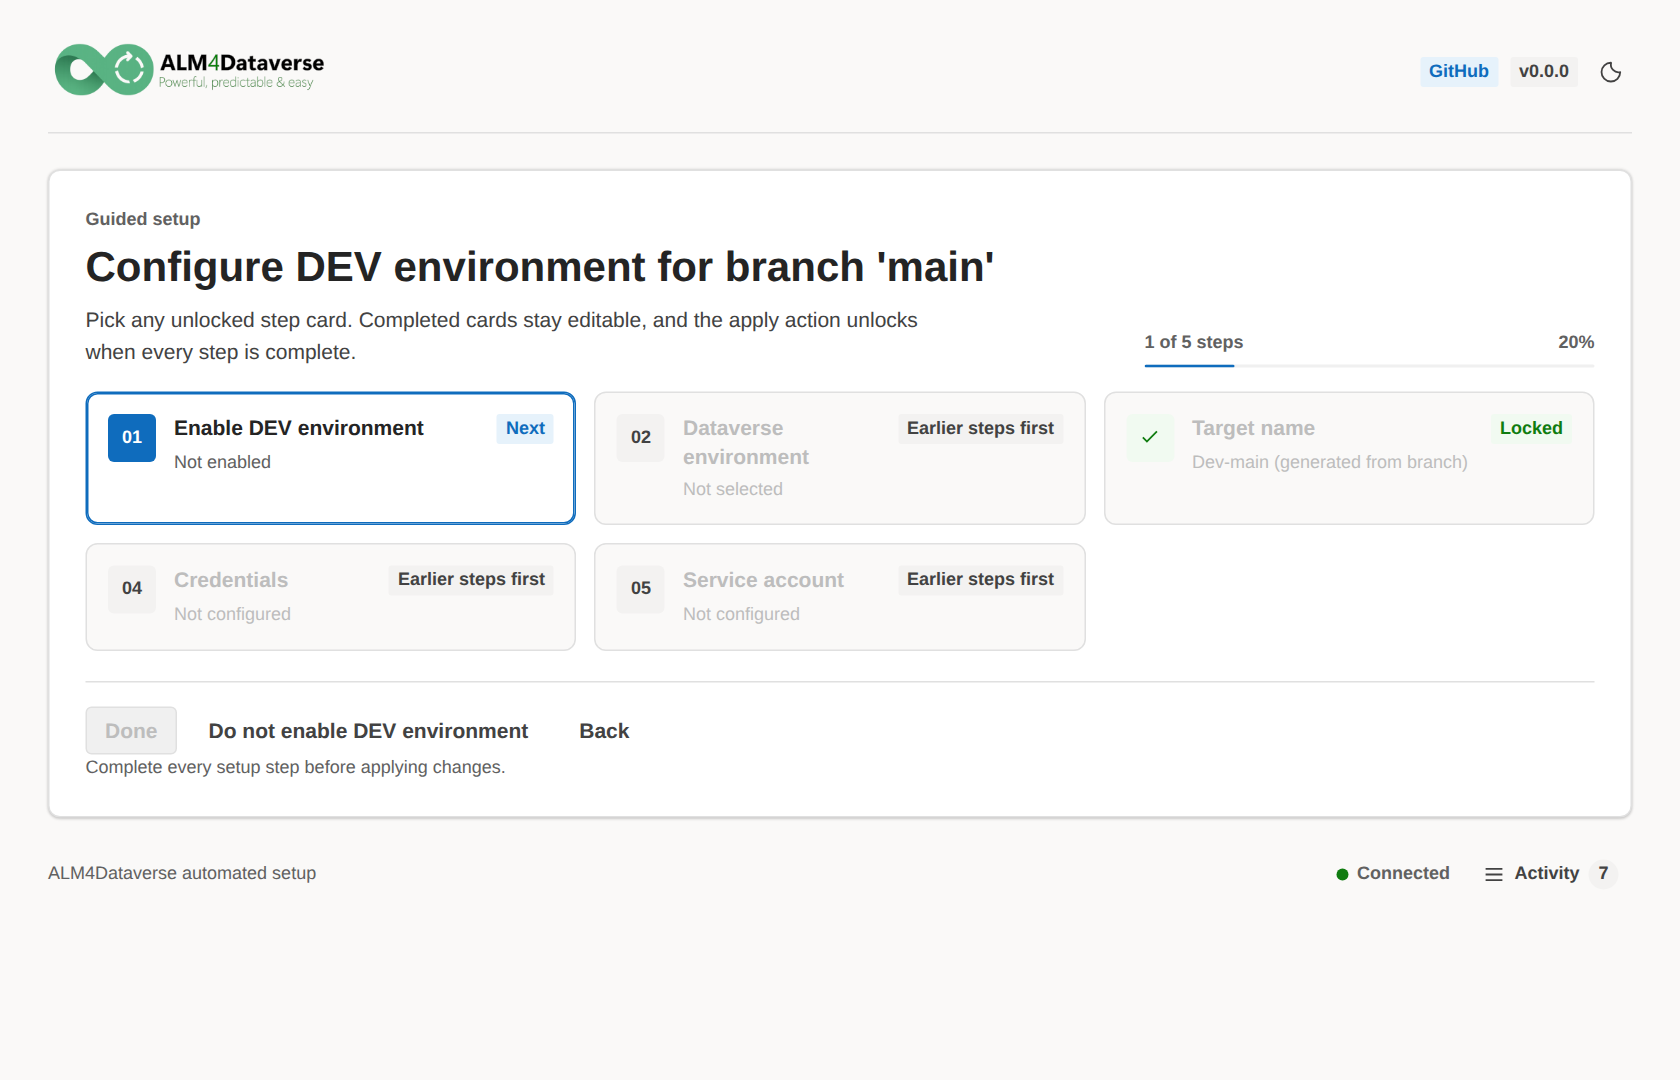 ALM4Dataverse
Powerful, predictable & easy
GitHub
v0.0.0
Guided setup
Configure DEV environment for branch 'main'
Pick any unlocked step card. Completed cards stay editable, and the apply action unlocks
when every step is complete.
1 of 5 steps
20%
01
Enable DEV environment
Next
Not enabled
02
Dataverse
environment
Earlier steps first
Not selected
Target name
Locked
Dev-main (generated from branch)
04
Credentials
Earlier steps first
Not configured
05
Service account
Earlier steps first
Not configured
Done
Do not enable DEV environment
Back
Complete every setup step before applying changes.
ALM4Dataverse automated setup
Connected
Activity
7